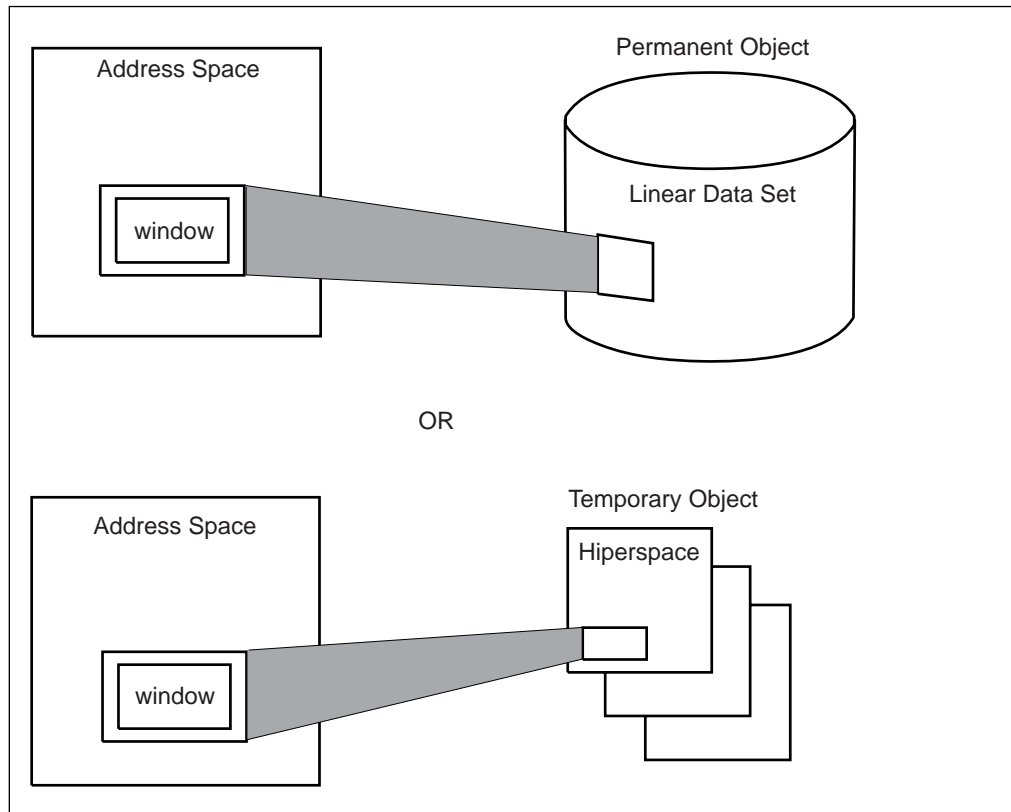 Address Space
Permanent Object
Linear Data Set
window
OR
Address Space
Temporary Object
Hiperspace
window